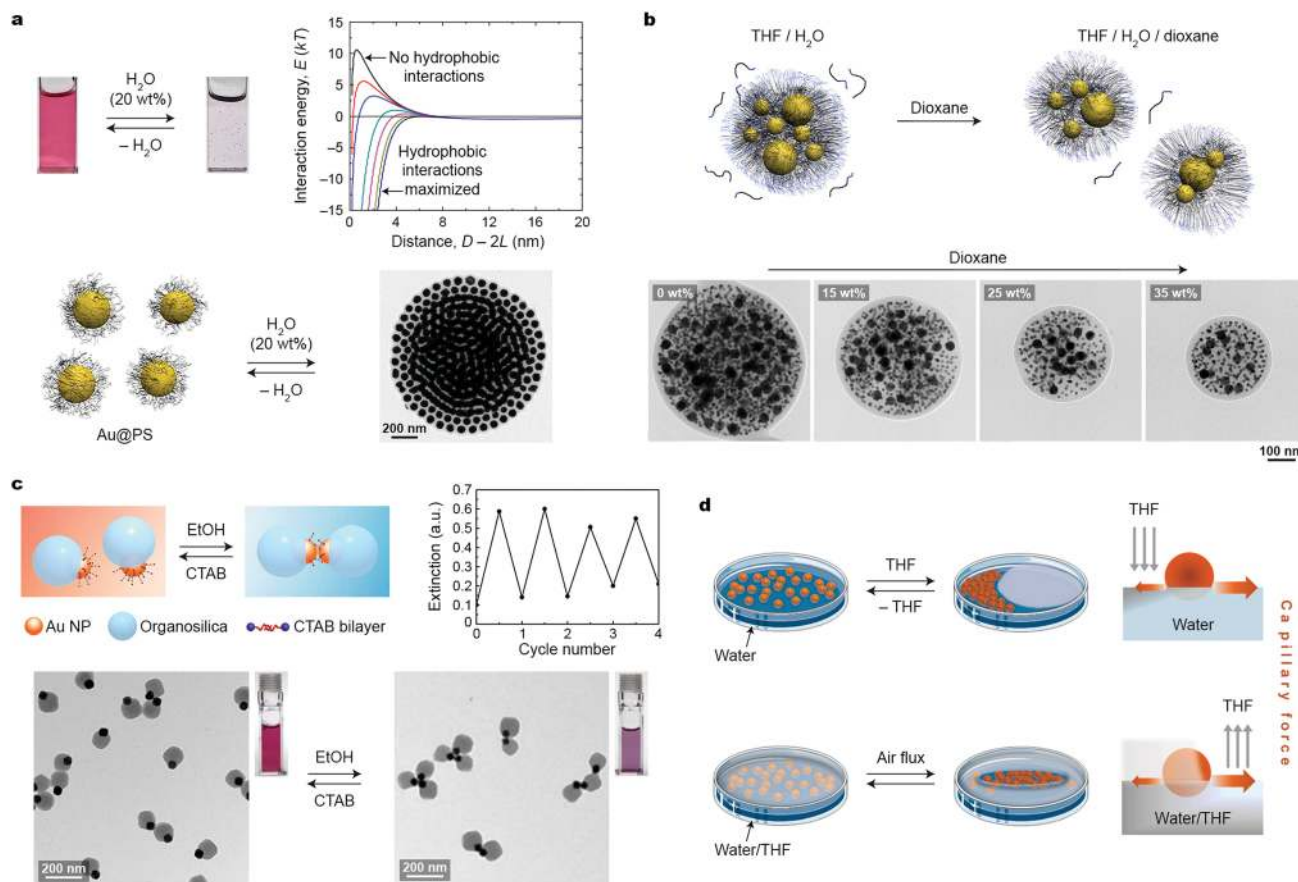 a
H₂O
(20 wt%)
– H₂O
Interaction energy, E (kT)
15
10
5
0
–5
–10
–15
No hydrophobic
interactions
Hydrophobic
interactions
maximized
0
4
8
12
16
20
Distance, D – 2L (nm)
Au@PS
H₂O
(20 wt%)
– H₂O
200 nm
b
THF / H₂O
Dioxane
THF / H₂O / dioxane
Dioxane
0 wt%
15 wt%
25 wt%
35 wt%
100 nm
c
EtOH
CTAB
Au NP
Organosilica
CTAB bilayer
Extinction (a.u.)
0.7
0.6
0.5
0.4
0.3
0.2
0.1
0
1
2
3
4
Cycle number
200 nm
EtOH
CTAB
200 nm
d
THF
– THF
Water
THF
Water
Air flux
Water/THF
THF
Water/THF
Capillary force